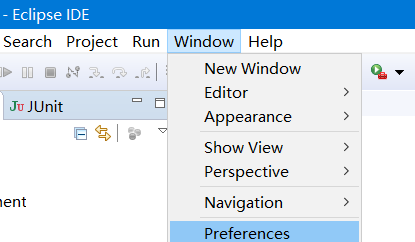 - Eclipse IDE
Search Project Run Window Help
New Window
Editor
JUnit
Appearance
Show View
Perspective
ment
Navigation
Preferences